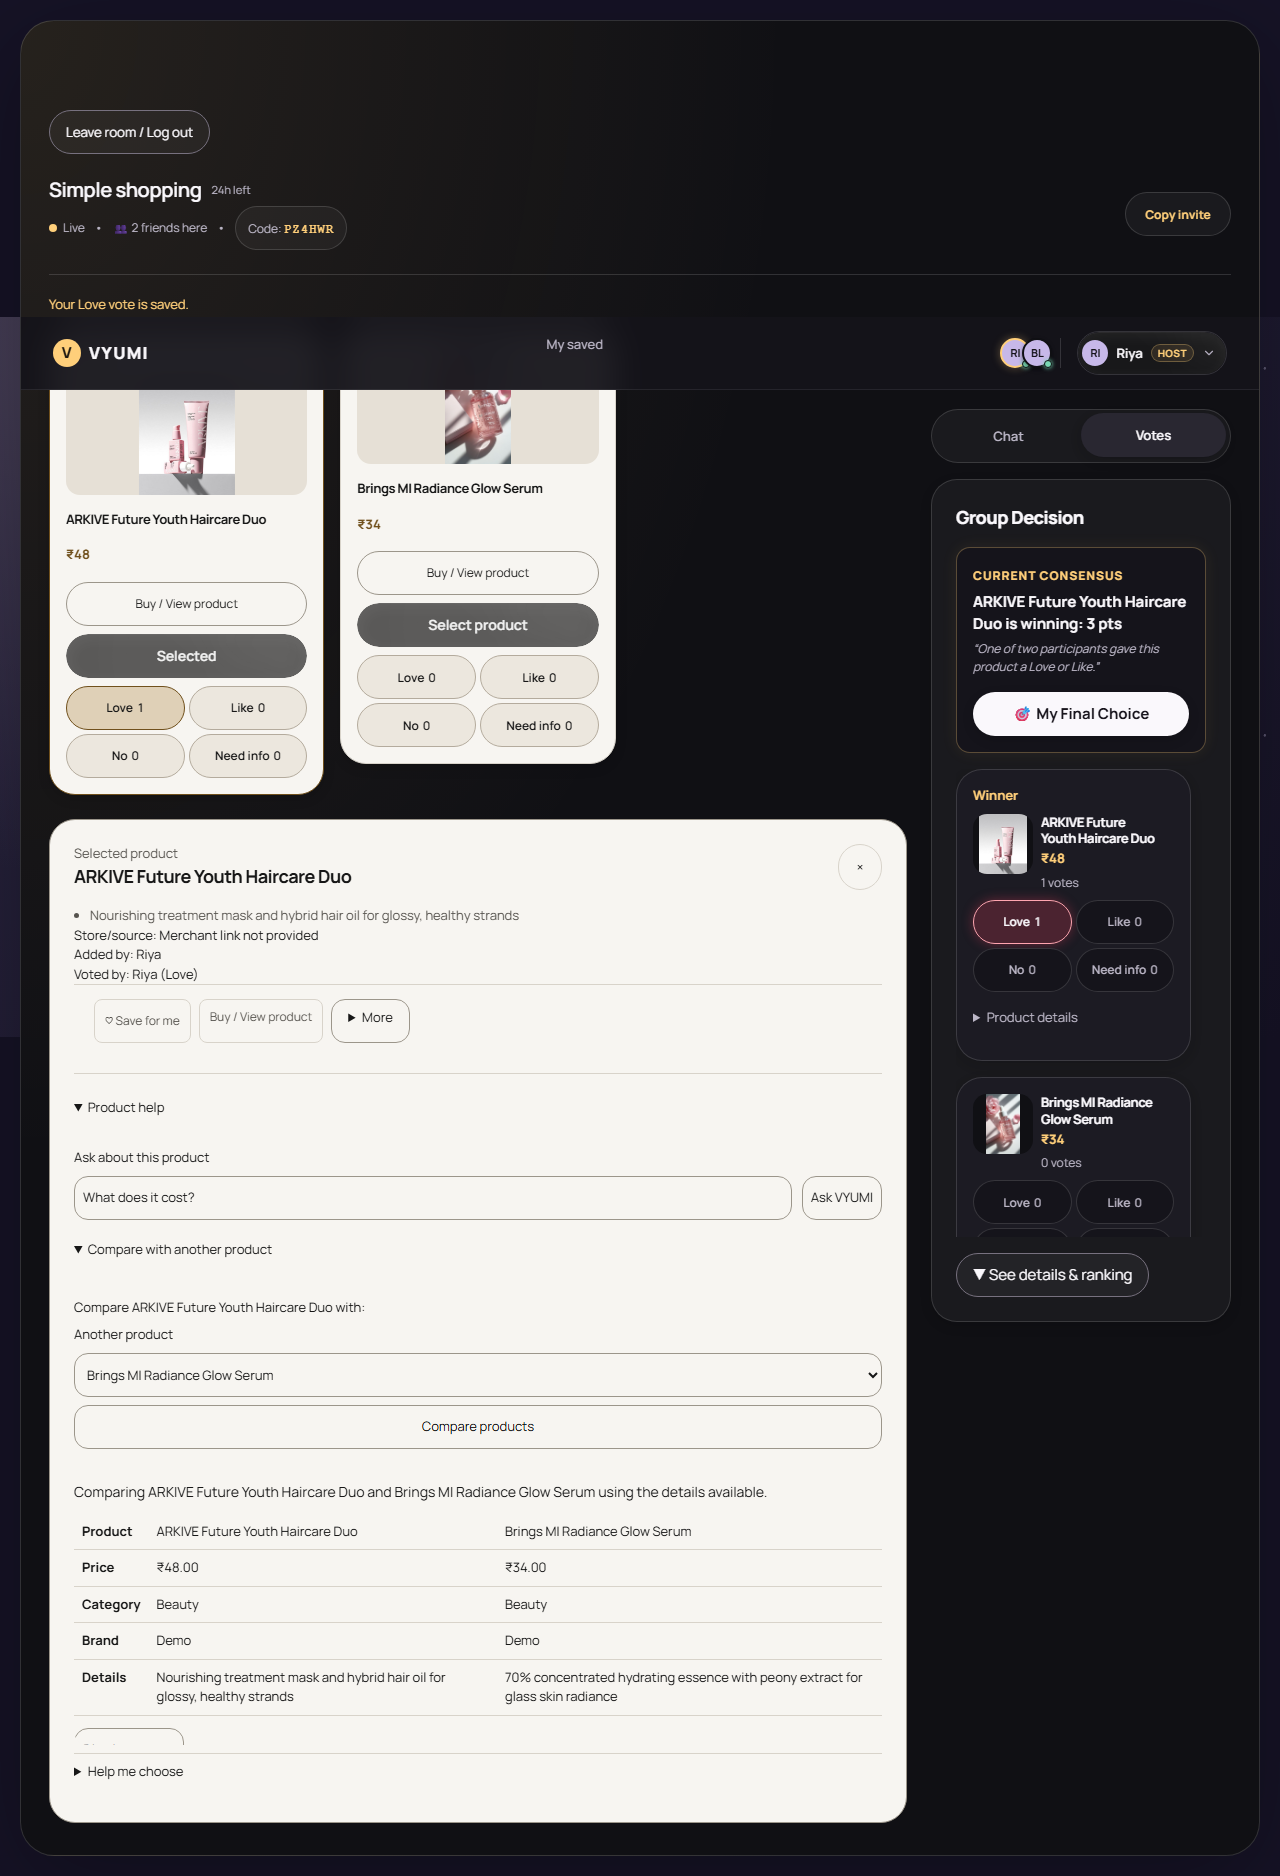 Leave room / Log out
Simple shopping 24h left
Live • 2 friends here • Code: PZ4HWR
Copy invite
Your Love vote is saved.
V VYUMI
My saved
RI BL
RI Riya HOST
ARKIVE Future Youth Haircare Duo
₹48
Buy / View product
Selected
Love 1
Like 0
No 0
Need info 0
Brings MI Radiance Glow Serum
₹34
Buy / View product
Select product
Love 0
Like 0
No 0
Need info 0
Selected product
ARKIVE Future Youth Haircare Duo
×
• Nourishing treatment mask and hybrid hair oil for glossy, healthy strands
Store/source: Merchant link not provided
Added by: Riya
Voted by: Riya (Love)
♡ Save for me
Buy / View product
▶ More
▼ Product help
Ask about this product
What does it cost?
Ask VYUMI
▼ Compare with another product
Compare ARKIVE Future Youth Haircare Duo with:
Another product
Brings MI Radiance Glow Serum
Compare products
Comparing ARKIVE Future Youth Haircare Duo and Brings MI Radiance Glow Serum using the details available.
Product ARKIVE Future Youth Haircare Duo Brings MI Radiance Glow Serum
Price ₹48.00 ₹34.00
Category Beauty Beauty
Brand Demo Demo
Details Nourishing treatment mask and hybrid hair oil for 70% concentrated hydrating essence with peony extract for
glossy, healthy strands glass skin radiance
▶ Help me choose
Chat
Votes
Group Decision
CURRENT CONSENSUS
ARKIVE Future Youth Haircare
Duo is winning: 3 pts
“One of two participants gave this
product a Love or Like.”
🎯 My Final Choice
Winner
ARKIVE Future
Youth Haircare Duo
₹48
1 votes
Love 1
Like 0
No 0
Need info 0
▶ Product details
Brings MI Radiance
Glow Serum
₹34
0 votes
Love 0
Like 0
▼ See details & ranking